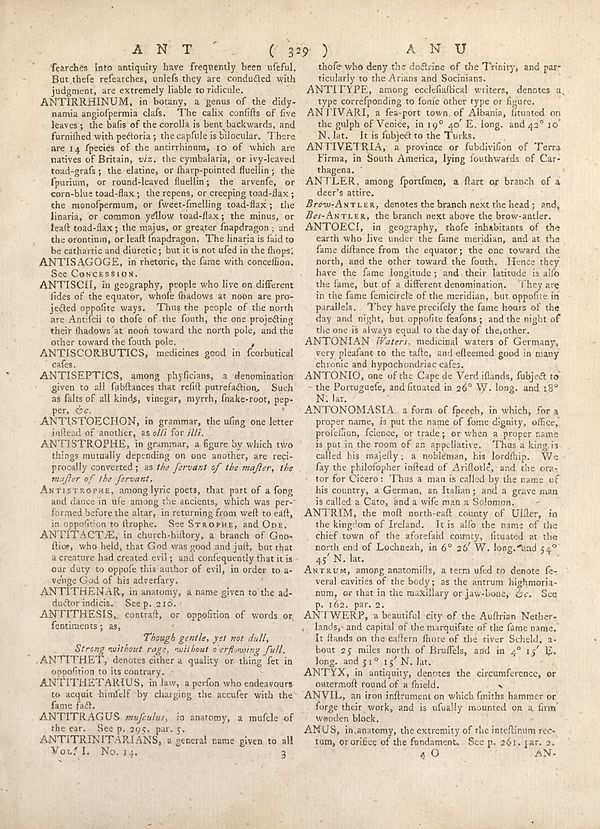 ANT ( 329 ) ANU
ſearches into antiquity have frequently been uſeful.
But theſe reſearches, unleſs they are conducted with
judgment, are extremely liable to ridicule.
ANTIRRHINUM, in botany, a genus of the didy-
namia angioſpermia claſs. The calix conſiſts of five
leaves; the baſis of the corolla is bent backwards, and
furniſhed with pectoria; the capſule is bilocular. There
are 14 ſpecies of the antirrhinum, 10 of which are
natives of Britain, viz. the cymbalaria, or ivy-leaved
toad-graſs; the elatine, or ſharp-pointed fluellin; the
ſpurium, or round-leaved fluellin; the arvenſe, or
corn-blue toad-flax; the repens, or creeping toad-flax;
the monoſpermum, or ſweet-ſmelling toad-flax; the
linaria, or common yellow toad-flax; the minus, or
leaſt toad-flax; the majus, or greater ſnapdragon; and
the orontium, or leaſt ſnapdragon. The linaria is ſaid to
be cathartic and diuretic; but it is not uſed in the ſhops.
ANTISAGOGE, in rhetoric, the ſame with conceſſion.
See CONCESSION.
ANTISCII, in geography, people who live on different
ſides of the equator, whoſe ſhadows at noon are pro-
jected oppoſite ways. Thus the people of the north
are Antiſcii to thoſe of the ſouth, the one projecting
their ſhadows at noon toward the north pole, and the
other toward the ſouth pole.
ANTISCORBUTICS, medicines good in ſcorbutical
caſes.
ANTISEPTICS, among phyſicians, a denomination
given to all ſubſtances that reſiſt putrefaction. Such
as ſalts of all kinds, vinegar, myrrh, ſnake-root, pep-
per, &c.
ANTISTOECHON, in grammar, the uſing one letter
inſtead of another, as olli for illi.
ANTISTROPHE, in grammar, a figure by which two
things mutually depending on one another, are reci-
procally converted; as the ſervant of the maſter, the
maſter of the ſervant.
ANTISTROPHE, among lyric poets, that part of a ſong
and dance in uſe among the ancients, which was per-
formed before the altar, in returning from weſt to eaſt,
in oppoſition to ſtrophe. See STROPHE, and ODE.
ANTITACTÆ, in church-hiſtory, a branch of Gno-
ſtics, who held, that God was good and juſt, but that
a creature had created evil; and conſequently that it is
our duty to oppoſe this author of evil, in order to a-
venge God of his adverſary.
ANTITHENAR, in anatomy, a name given to the ad-
ductor indicis. See p. 210.
ANTITHESIS, contraſt, or oppoſition of words or
ſentiments; as,
Though gentle, yet not dull,
Strong without rage, without o'erflowing full.
ANTITHET, denotes either a quality or thing ſet in
oppoſition to its contrary.
ANTITHETARIUS, in law, a perſon who endeavours
to acquit himſelf by charging the accuſer with the
ſame fact.
ANTITRAGUS muſculus, in anatomy, a muſcle of
the ear. See p. 295. par. 5.
ANTITRINITARIANS, a general name given to all
VOL. I. No. 14. 3
thoſe who deny the doctrine of the Trinity, and par-
ticularly to the Arians and Socinians.
ANTITYPE, among eccleſiaſtical writers, denotes a
type correſponding to ſome other type or figure.
ANTIVARI, a ſea-port town of Albania, ſituated on
the gulph of Venice, in 19° 40′ E. long. and 42° 10′
N. lat. It is ſubject to the Turks.
ANTIVETRIA, a province or ſubdiviſion of Terra
Firma, in South America, lying ſouthwards of Car-
thagena.
ANTLER, among ſportſmen, a ſtart or branch of a
deer's attire.
Brow-ANTLER, denotes the branch next the head; and,
Bes-ANTLER, the branch next above the brow-antler.
ANTOECI, in geography, thoſe inhabitants of the
earth who live under the ſame meridian, and at the
ſame diſtance from the equator; the one toward the
north, and the other toward the ſouth. Hence they
have the ſame longitude; and their latitude is alſo
the ſame, but of a different denomination. They are
in the ſame ſemicircle of the meridian, but oppoſite in
parallels. They have preciſely the ſame hours of the
day and night, but oppoſite ſeaſons; and the night of
the one is always equal to the day of the other.
ANTONIAN Waters, medicinal waters of Germany,
very pleaſant to the taſte, and eſteemed good in many
chronic and hypochondriac caſes.
ANTONIO, one of the Cape de Verd iſlands, ſubject to
the Portugueſe, and ſituated in 26° W. long. and 18°
N. lat.
ANTONOMASIA a form of ſpeech, in which, for a
proper name, is put the name of ſome dignity, office,
profeſſion, ſcience, or trade; or when a proper name
is put in the room of an appellative. Thus a king is
called his majeſty; a nobleman, his lordſhip. We
ſay the philoſopher inſtead of Ariſtotle, and the ora-
tor for Cicero: Thus a man is called by the name of
his country, a German, an Italian; and a grave man
is called a Cato, and a wiſe man a Solomon.
ANTRIM, the moſt north-eaſt county of Ulſter, in
the kingdom of Ireland. It is alſo the name of the
chief town of the aforeſaid county, ſituated at the
north end of Lochneah, in 6° 26′ W. long. and 54°
45′ N. lat.
ANTRUM, among anatomiſts, a term uſed to denote ſe-
veral cavities of the body; as the antrum highmoria-
num, or that in the maxillary or jaw-bone, &c. See
p. 162. par. 2.
ANTWERP, a beautiful city of the Auſtrian Nether-
lands, and capital of the marquiſate of the ſame name.
It ſtands on the eaſtern ſhore of the river Scheld, a-
bout 25 miles north of Bruſſels, and in 4° 15′ E.
long. and 51° 15′ N. lat.
ANTYX, in antiquity, denotes the circumference, or
outermoſt round of a ſhield.
ANVIL, an iron inſtrument on which ſmiths hammer or
forge their work, and is uſually mounted on a firm
wooden block.
ANUS, in anatomy, the extremity of the inteſtinum rec-
tum, or orifice of the fundament. See p. 261. par. 2.
4 O AN-